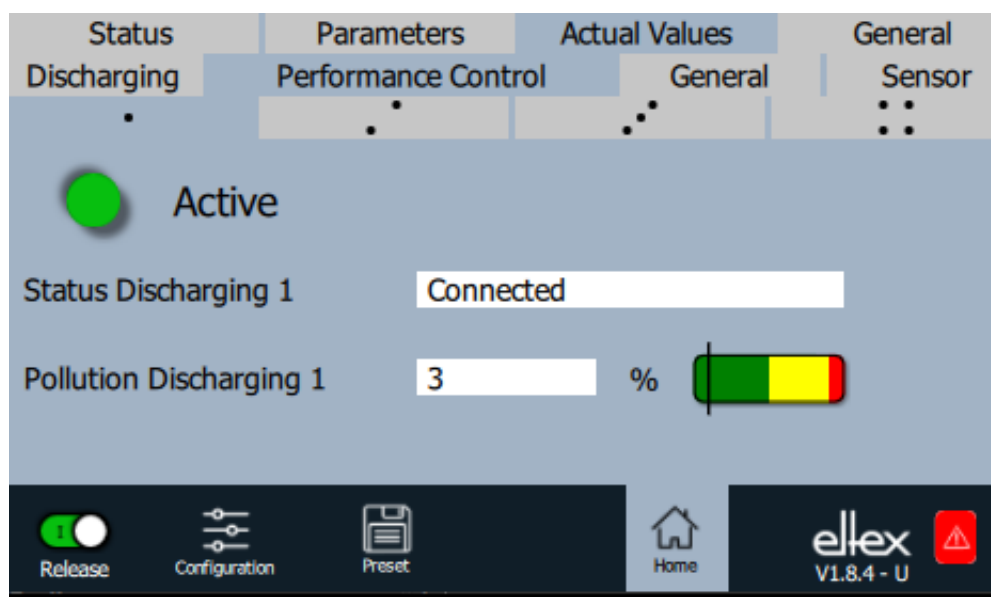 Status Parameters Actual Values General
Discharging Performance Control General Sensor
Active
Status Discharging 1 Connected
Pollution Discharging 1 3 %
I
Release Configuration Preset Home eltex
V1.8.4 - U